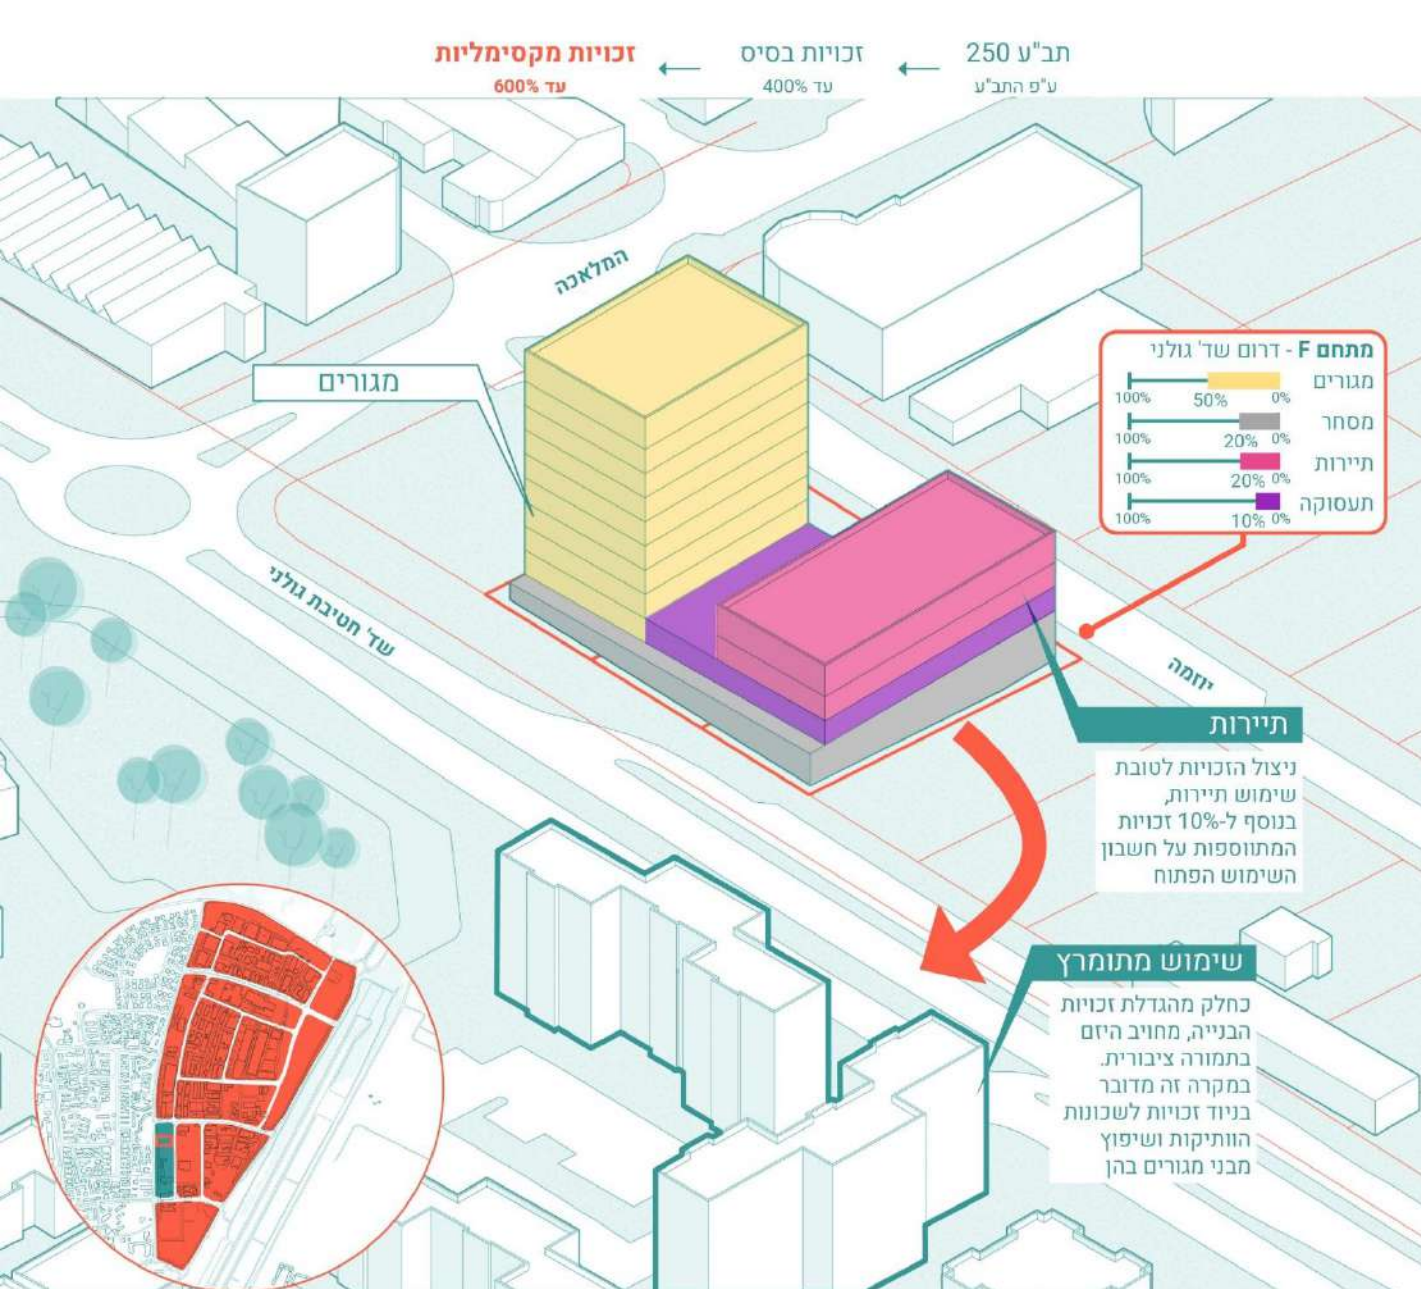 תב"ע 250
ע"פ התב"ע
זכויות בסיס
עד 400%
זכויות מקסימליות
עד 600%
המלאכה
מגורים
מתחם F - דרום שד' גולני
מגורים
0% 50% 100%
מסחר
0% 20% 100%
תיירות
0% 20% 100%
תעסוקה
0% 10% 100%
שד' חטיבת גולני
יוזמה
תיירות
ניצול הזכויות לטובת
שימוש תיירות,
בנוסף ל-10% זכויות
המתווספות על חשבון
השימוש הפתוח
שימוש מתומרץ
כחלק מהגדלת זכויות
הבנייה, מחויב היזם
בתמורה ציבורית.
במקרה זה מדובר
בניוד זכויות לשכונות
הוותיקות ושיפוץ
מבני מגורים בהן